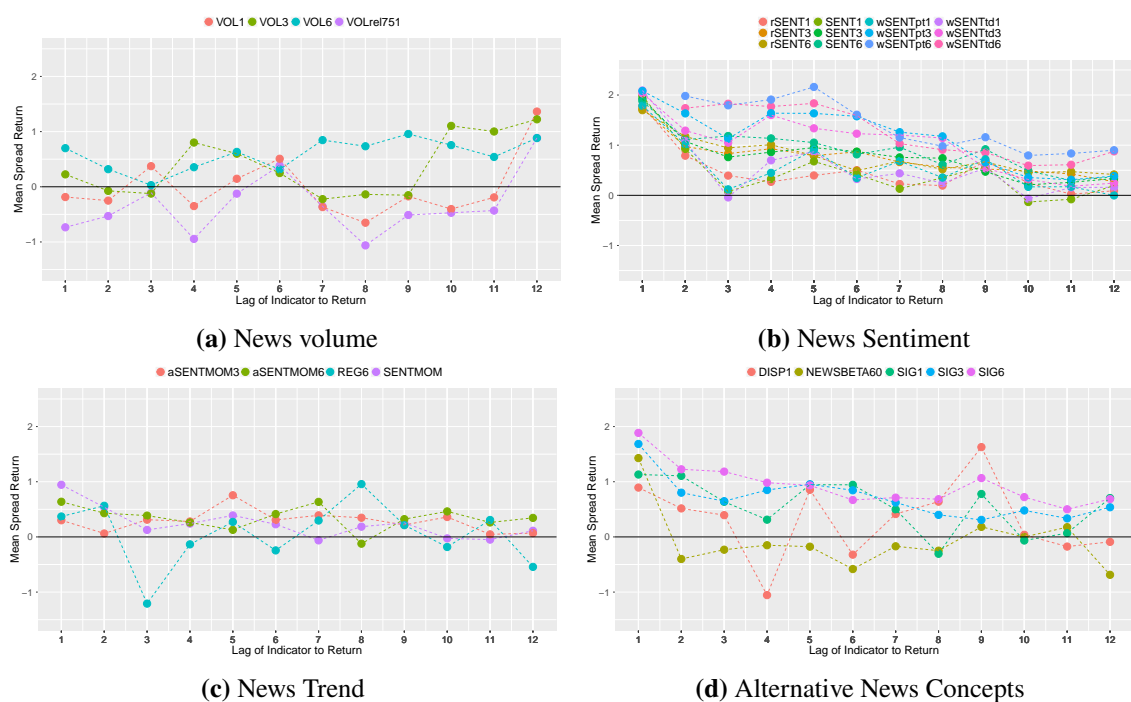 VOL1 VOL3 VOL6 VOLrel751
Mean Spread Return
2
1
0
−1
1 2 3 4 5 6 7 8 9 10 11 12
Lag of Indicator to Return
(a) News volume
rSENT1 SENT1 wSENTpt1 wSENTtd1
rSENT3 SENT3 wSENTpt3 wSENTtd3
rSENT6 SENT6 wSENTpt6 wSENTtd6
Mean Spread Return
2
1
0
−1
1 2 3 4 5 6 7 8 9 10 11 12
Lag of Indicator to Return
(b) News Sentiment
aSENTMOM3 aSENTMOM6 REG6 SENTMOM
Mean Spread Return
2
1
0
−1
1 2 3 4 5 6 7 8 9 10 11 12
Lag of Indicator to Return
(c) News Trend
DISP1 NEWSBETA60 SIG1 SIG3 SIG6
Mean Spread Return
2
1
0
−1
1 2 3 4 5 6 7 8 9 10 11 12
Lag of Indicator to Return
(d) Alternative News Concepts